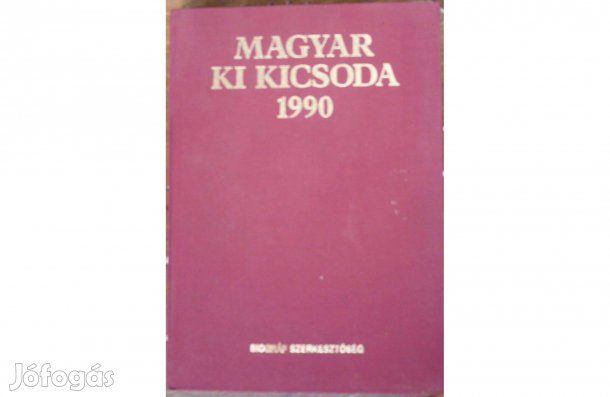 MAGYAR
KI KICSODA
1990
BIOGRÁF SZERKESZTŐSÉG
Jófogás